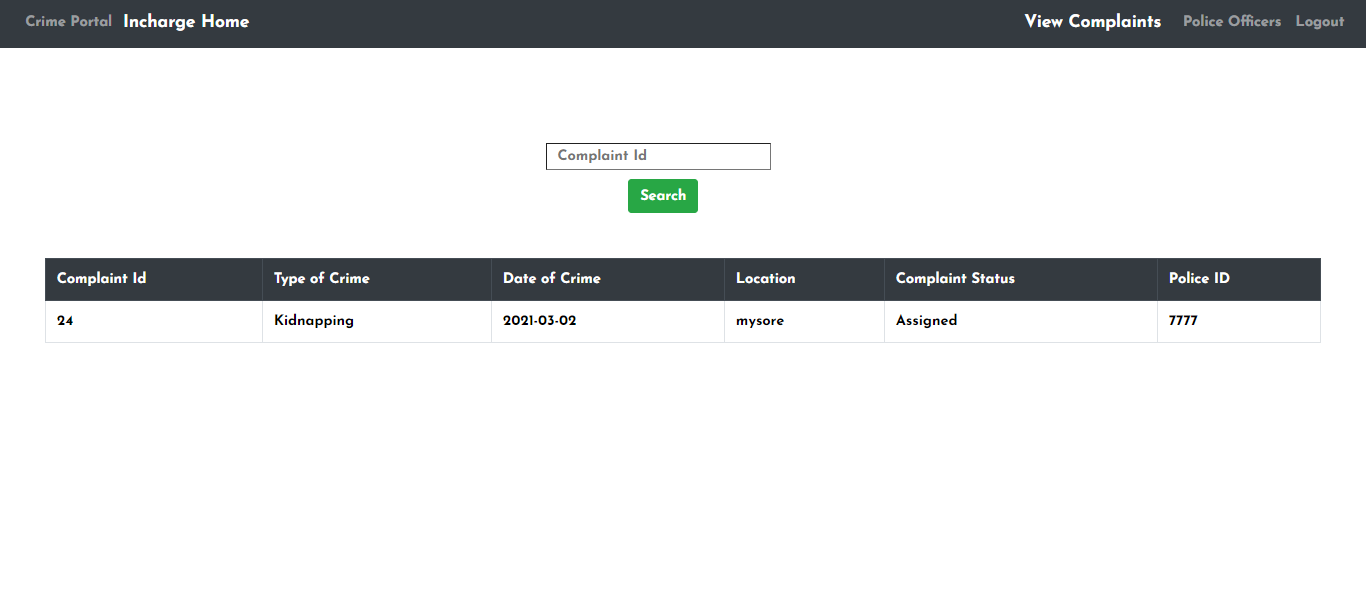 Crime Portal Incharge Home View Complaints Police Officers Logout
Complaint Id
Search
Complaint Id Type of Crime Date of Crime Location Complaint Status Police ID
24 Kidnapping 2021-03-02 mysore Assigned 7777